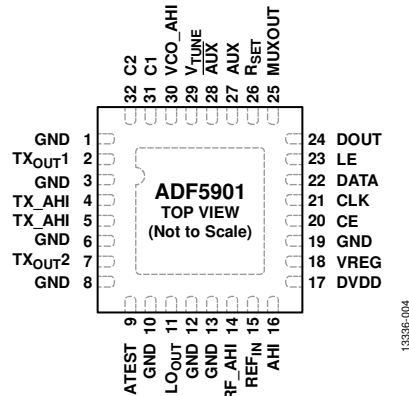 32 C2
31 C1
30 VCO_AHI
29 VTUNE
28 AUX
27 AUX
26 RSET
25 MUXOUT
GND 1
TXOUT1 2
GND 3
TX_AHI 4
TX_AHI 5
GND 6
TXOUT2 7
GND 8
ADF5901
TOP VIEW
(Not to Scale)
24 DOUT
23 LE
22 DATA
21 CLK
20 CE
19 GND
18 VREG
17 DVDD
ATEST 9
GND 10
LOOUT 11
GND 12
GND 13
RF_AHI 14
REFIN 15
AHI 16
13336-004